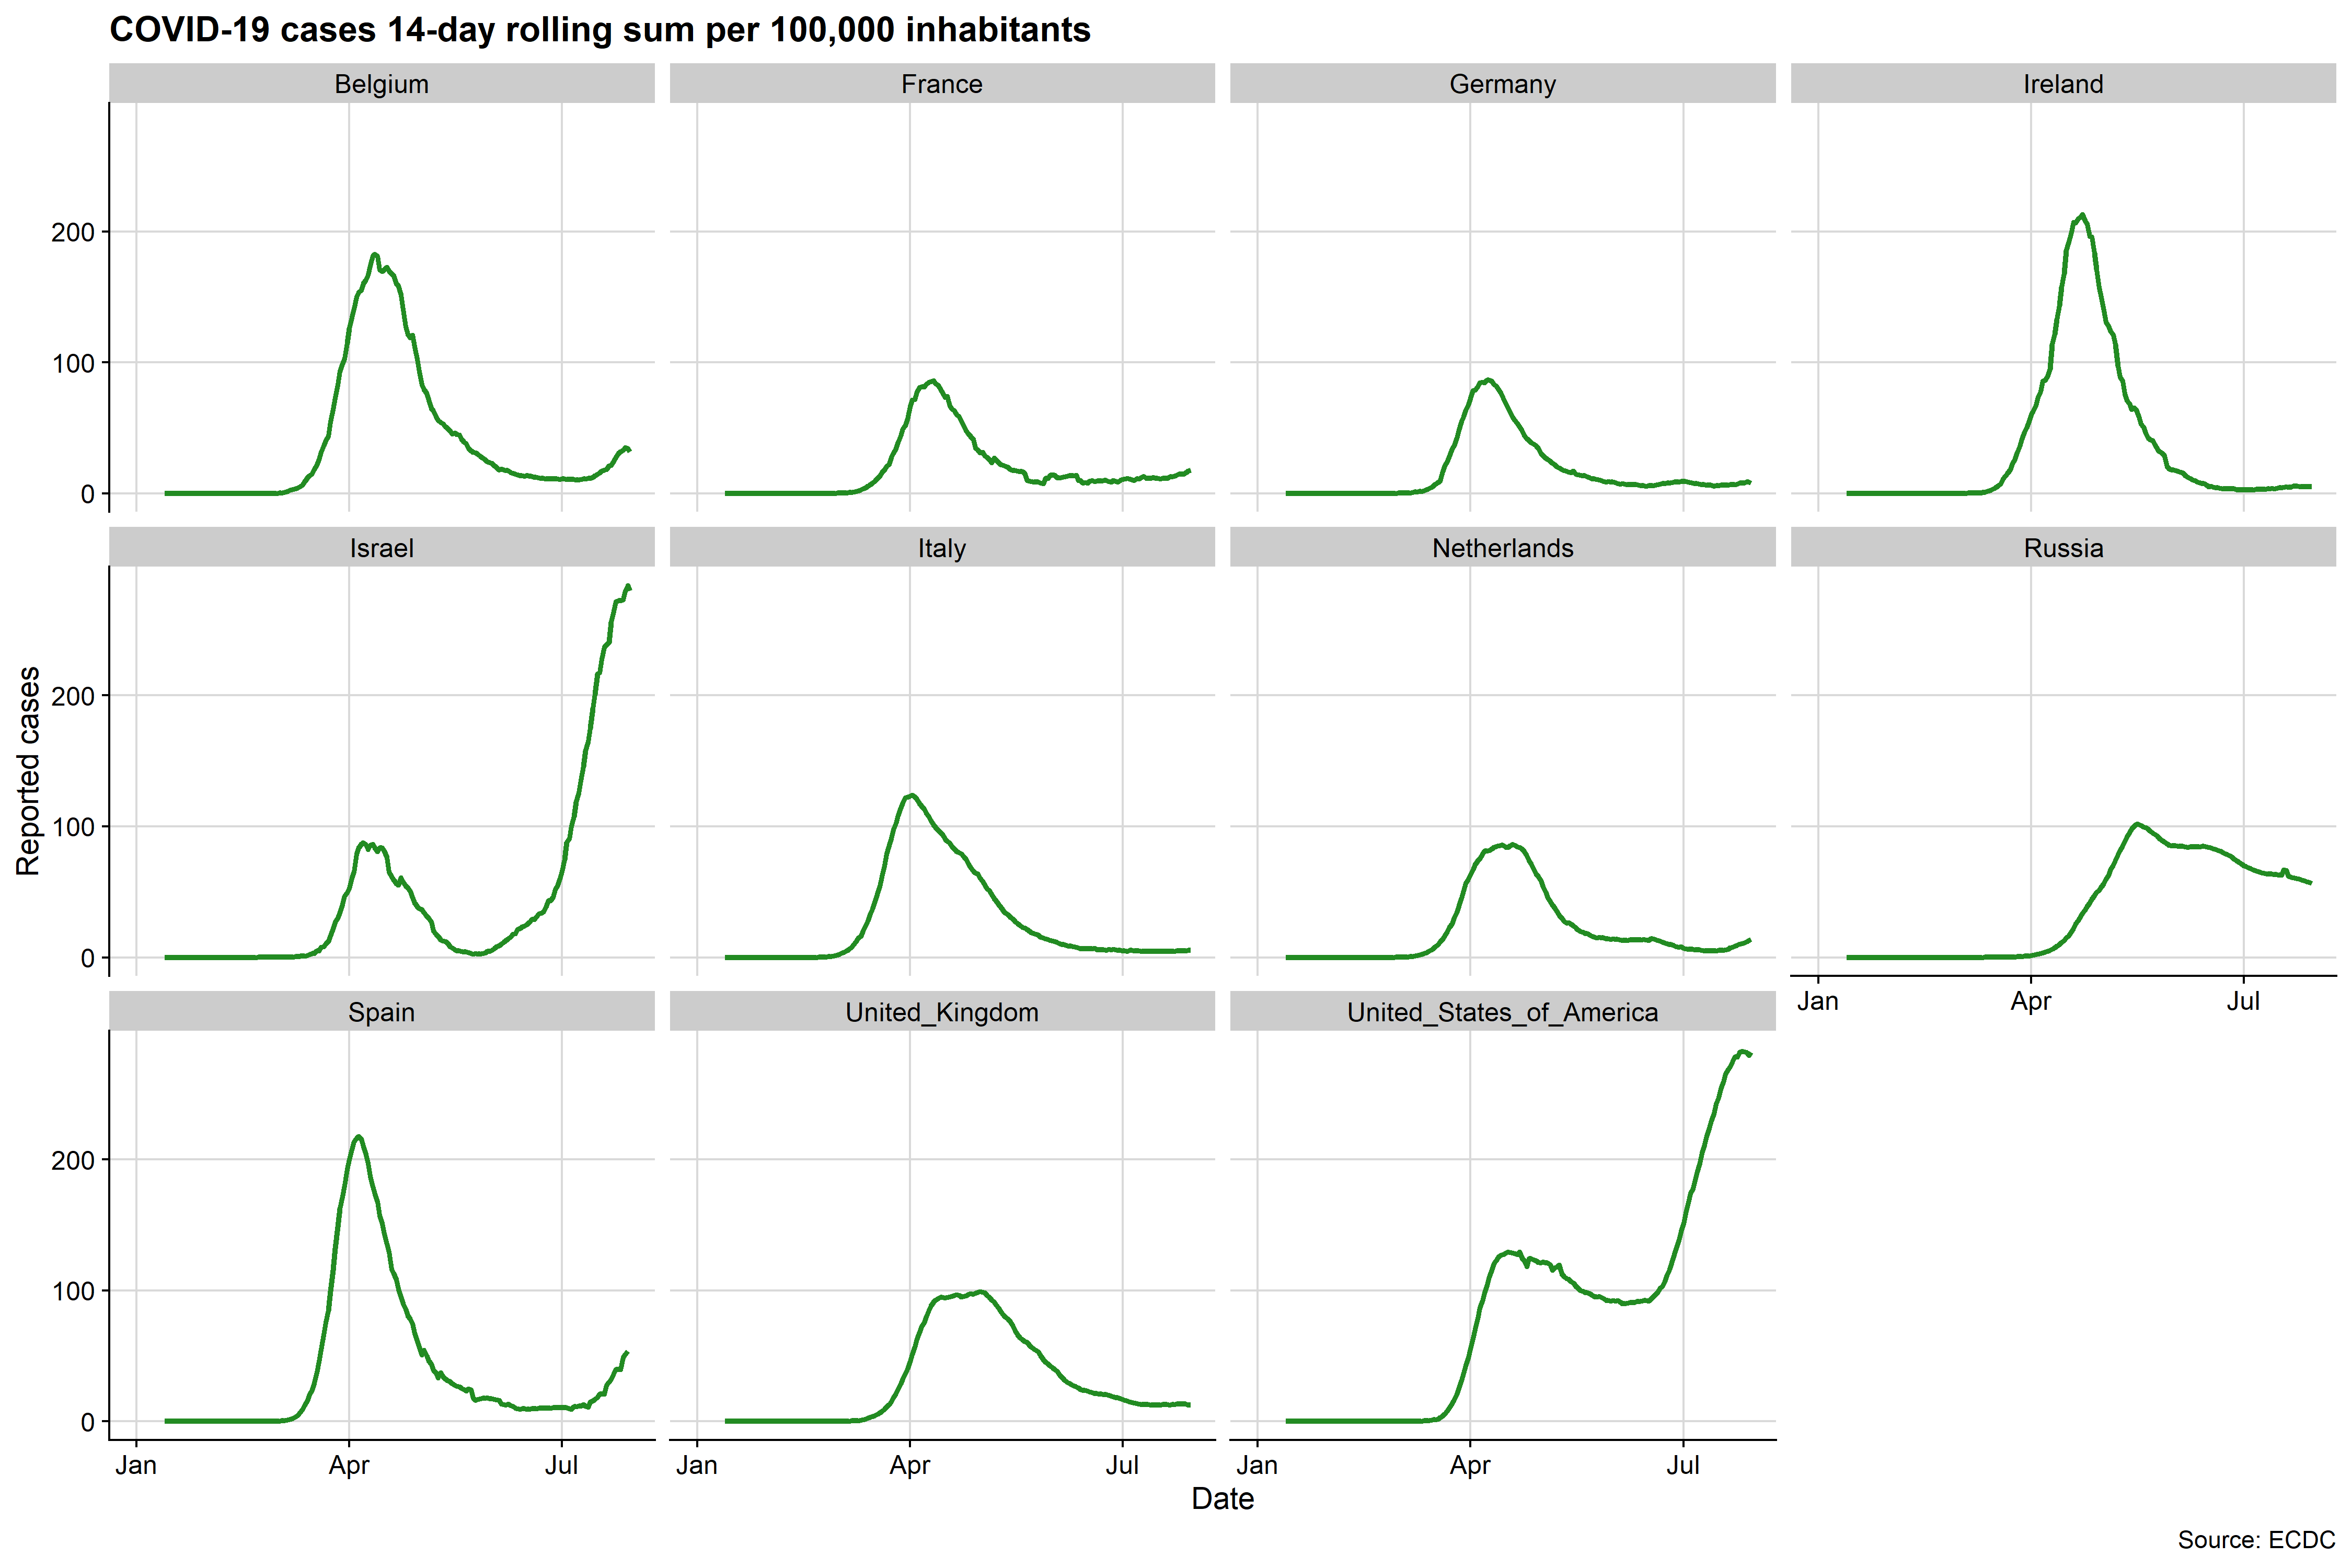 COVID-19 cases 14-day rolling sum per 100,000 inhabitants
Belgium
France
Germany
Ireland
200
100
0
Israel
Italy
Netherlands
Russia
Reported cases
200
100
0
Jan
Apr
Jul
Spain
United_Kingdom
United_States_of_America
200
100
0
Jan
Apr
Jul
Jan
Apr
Jul
Jan
Apr
Jul
Date
Source: ECDC